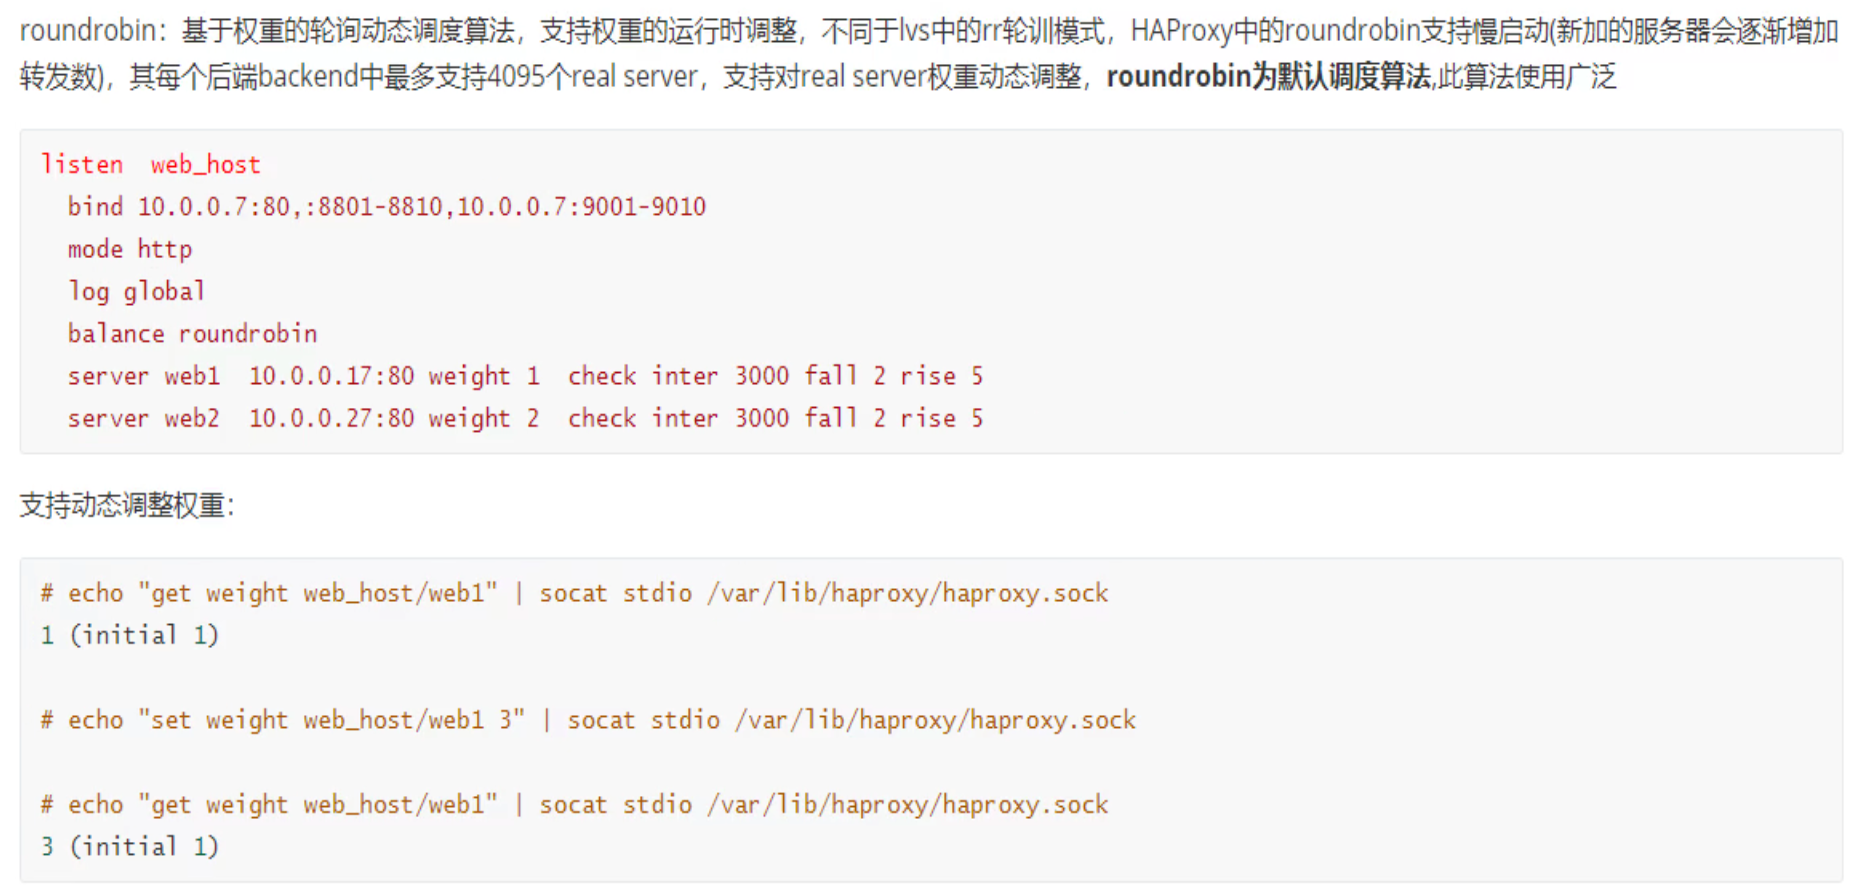 roundrobin：基于权重的轮询动态调度算法，支持权重的运行时调整，不同于lvs中的rr轮训模式，HAProxy中的roundrobin支持慢启动(新加的服务器会逐渐增加
转发数)，其每个后端backend中最多支持4095个real server，支持对real server权重动态调整，roundrobin为默认调度算法,此算法使用广泛
listen  web_host
  bind 10.0.0.7:80,:8801-8810,10.0.0.7:9001-9010
  mode http
  log global
  balance roundrobin
  server web1  10.0.0.17:80 weight 1  check inter 3000 fall 2 rise 5
  server web2  10.0.0.27:80 weight 2  check inter 3000 fall 2 rise 5
支持动态调整权重：
# echo "get weight web_host/web1" | socat stdio /var/lib/haproxy/haproxy.sock
1 (initial 1)
# echo "set weight web_host/web1 3" | socat stdio /var/lib/haproxy/haproxy.sock
# echo "get weight web_host/web1" | socat stdio /var/lib/haproxy/haproxy.sock
3 (initial 1)